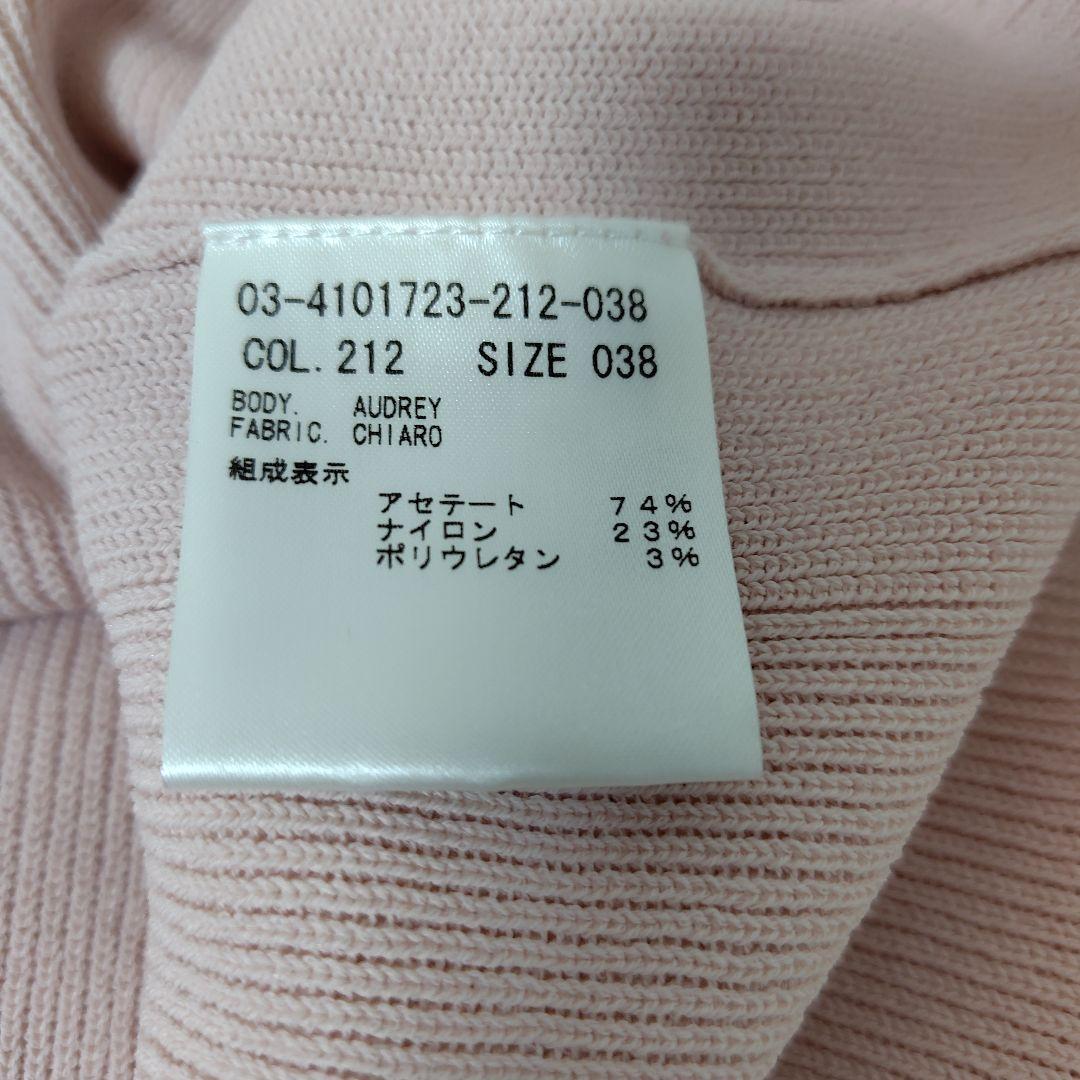 03-4101723-212-038
COL. 212 SIZE 038
BODY. AUDREY
FABRIC. CHIARO
組成表示
アセテート 74%
ナイロン 23%
ポリウレタン 3%